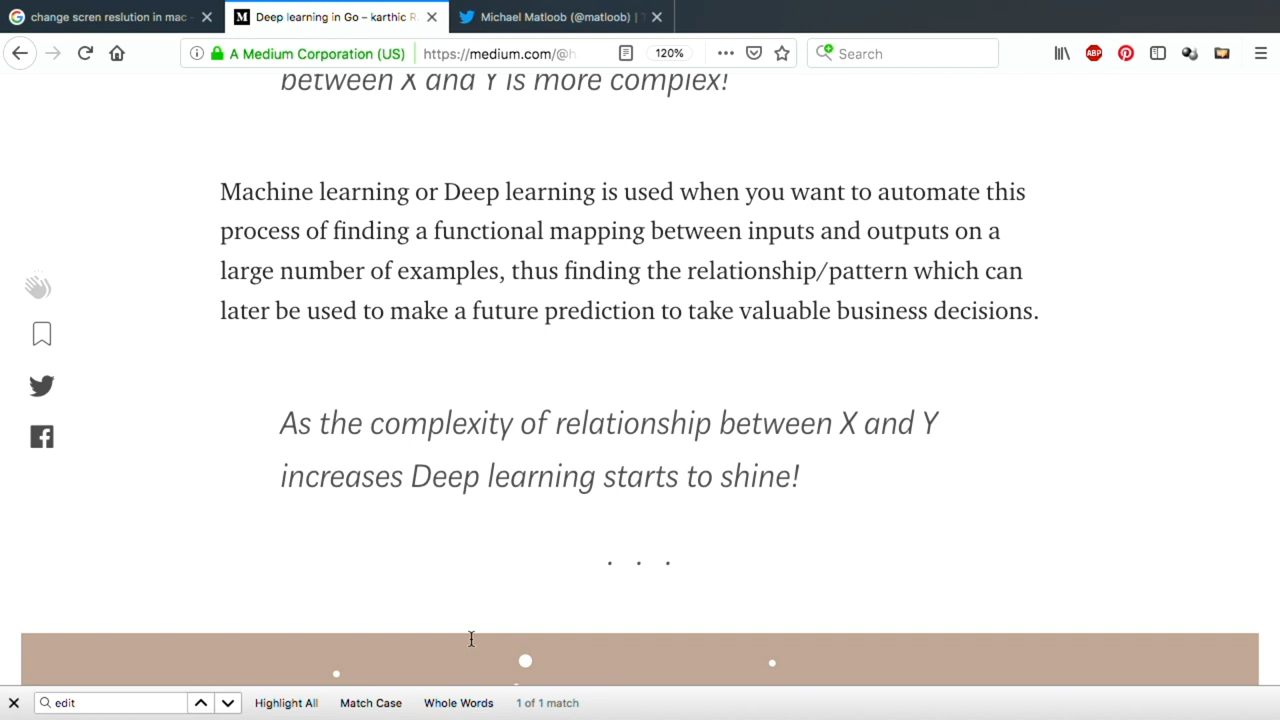 change scren reslution in mac -
Deep learning in Go – karthic R
Michael Matloob (@matloob) |
A Medium Corporation (US)
https://medium.com/@h
120%
Search
ABP
between X and Y is more complex!
Machine learning or Deep learning is used when you want to automate this
process of finding a functional mapping between inputs and outputs on a
large number of examples, thus finding the relationship/pattern which can
later be used to make a future prediction to take valuable business decisions.
As the complexity of relationship between X and Y
increases Deep learning starts to shine!
. . .
edit
Highlight All
Match Case
Whole Words
1 of 1 match